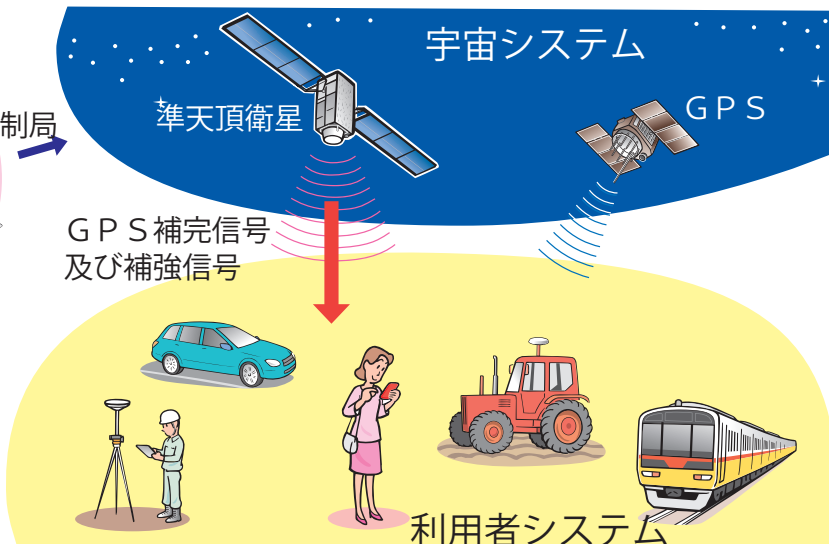 宇宙システム
準天頂衛星
ＧＰＳ
制局
ＧＰＳ補完信号
及び補強信号
利用者システム